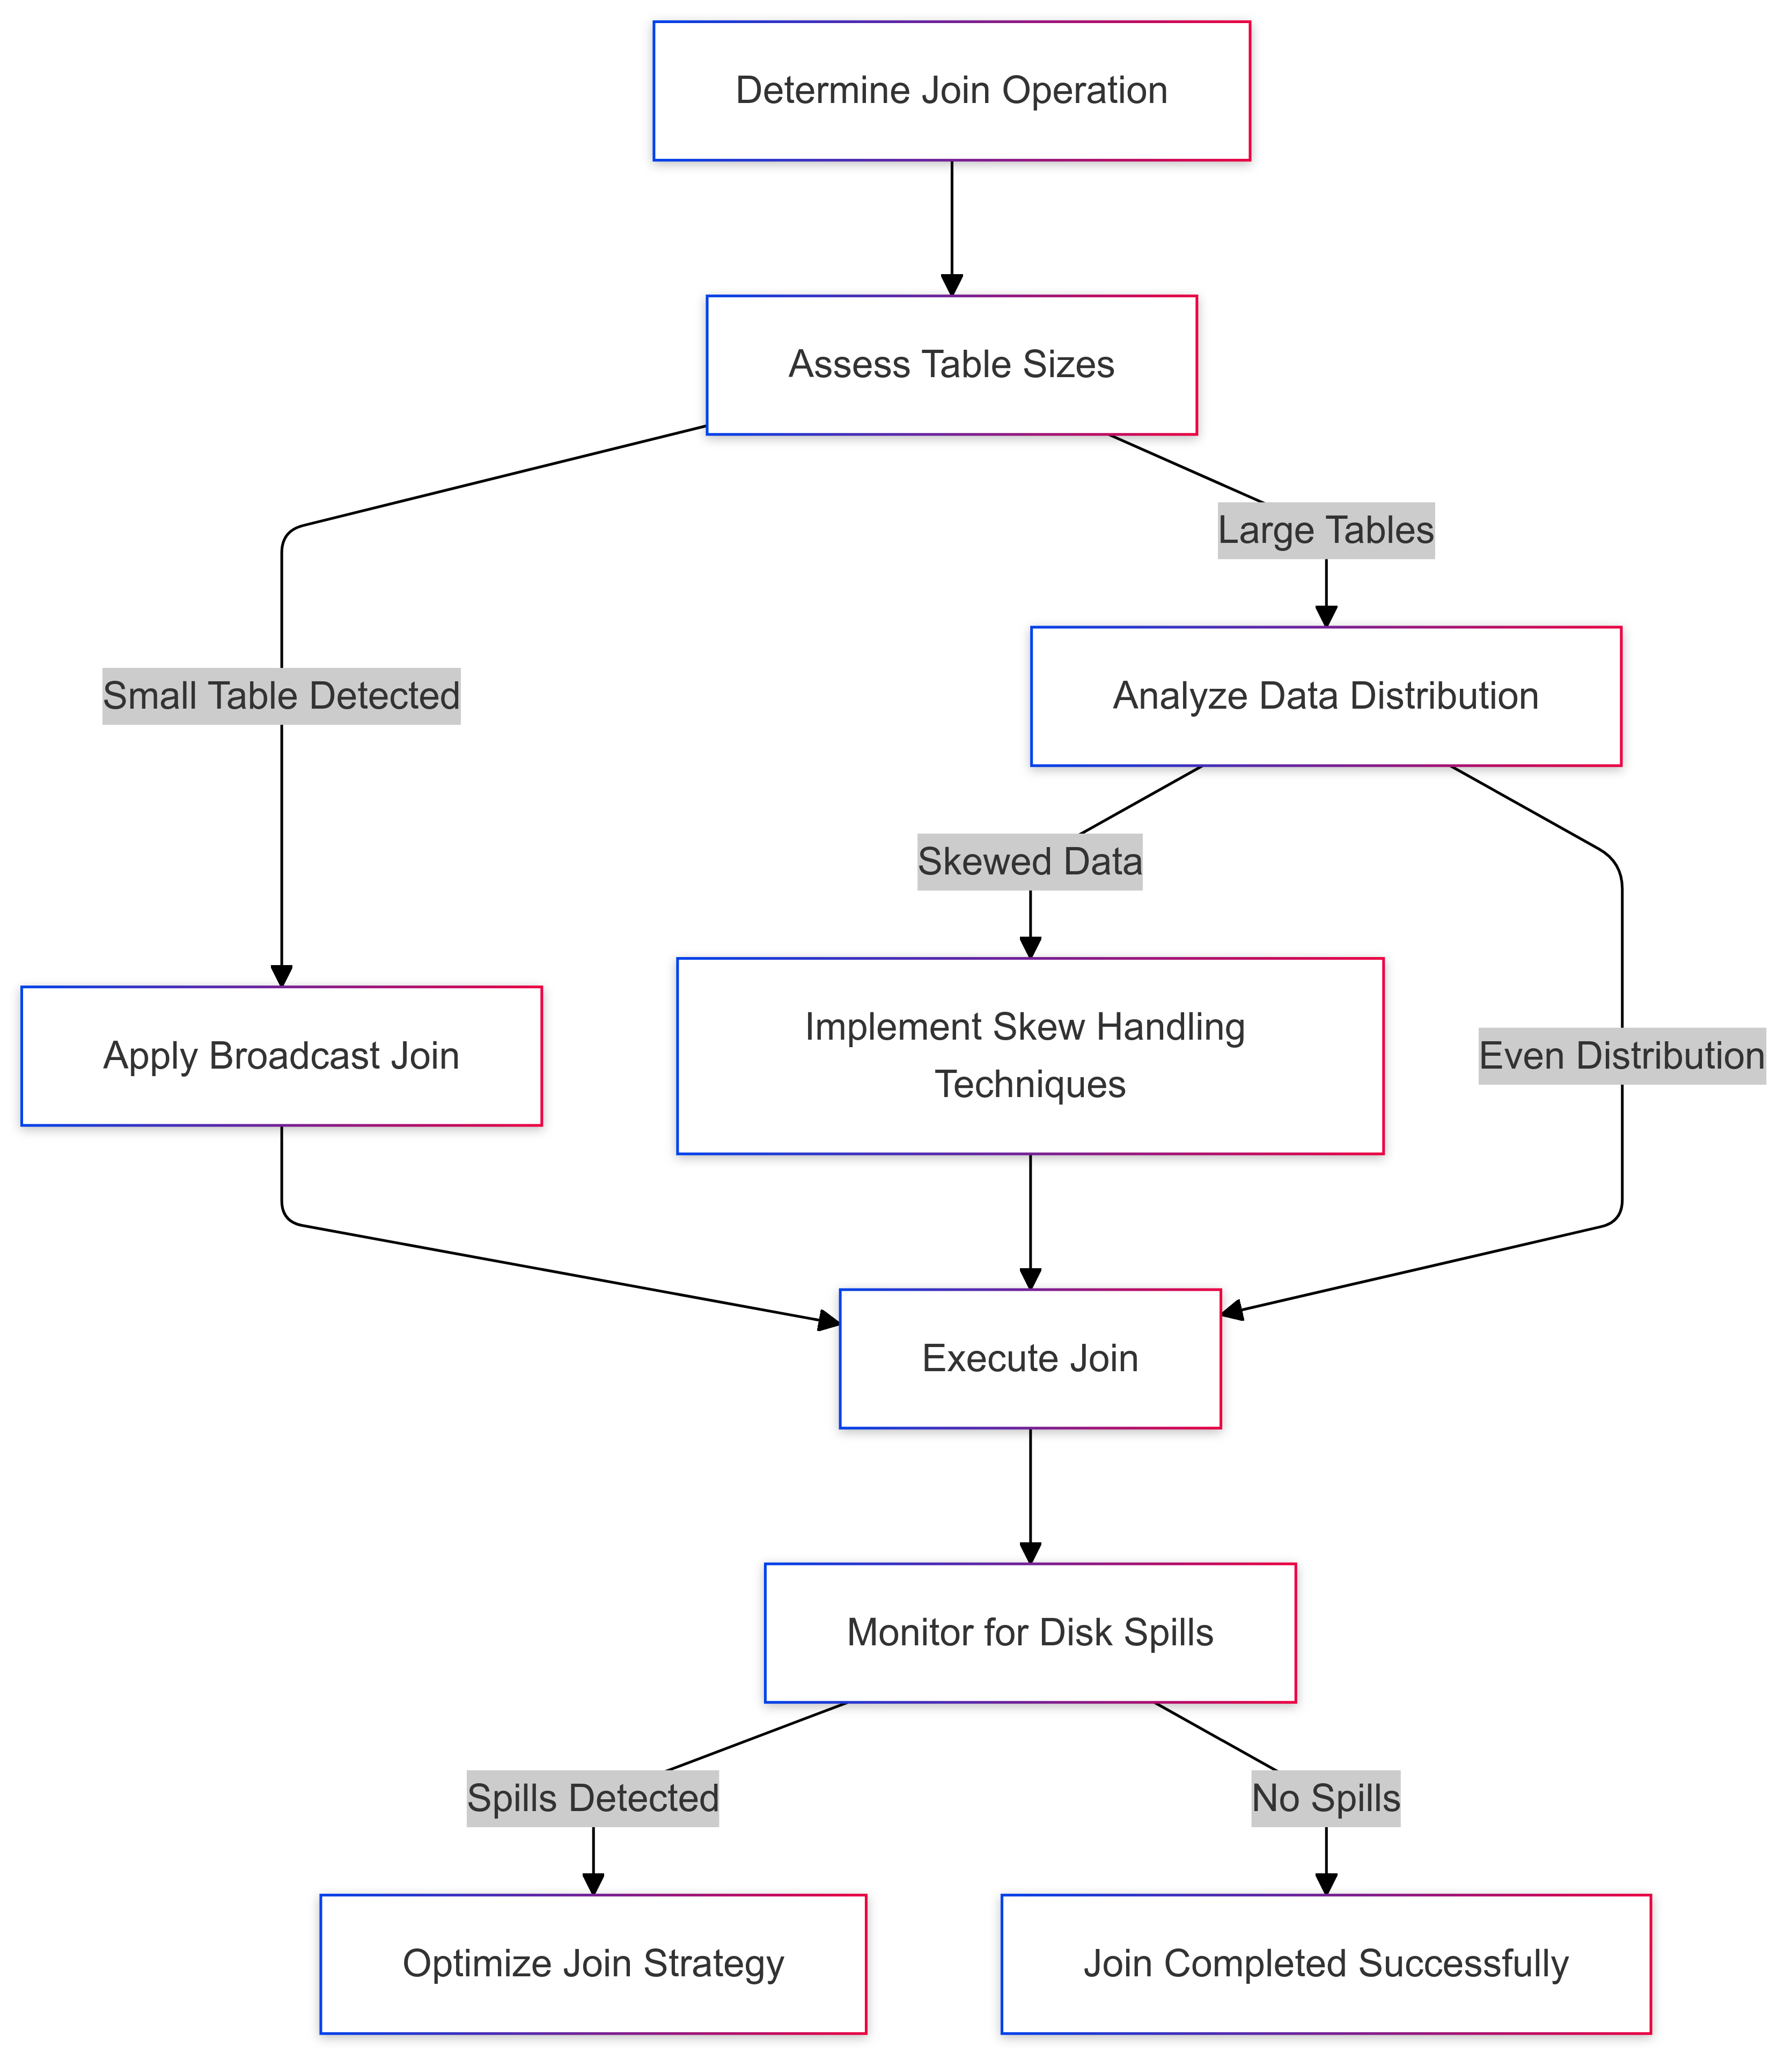 Determine Join Operation
Assess Table Sizes
Large Tables
Small Table Detected
Analyze Data Distribution
Skewed Data
Apply Broadcast Join
Implement Skew Handling
Techniques
Even Distribution
Execute Join
Monitor for Disk Spills
Spills Detected
No Spills
Optimize Join Strategy
Join Completed Successfully